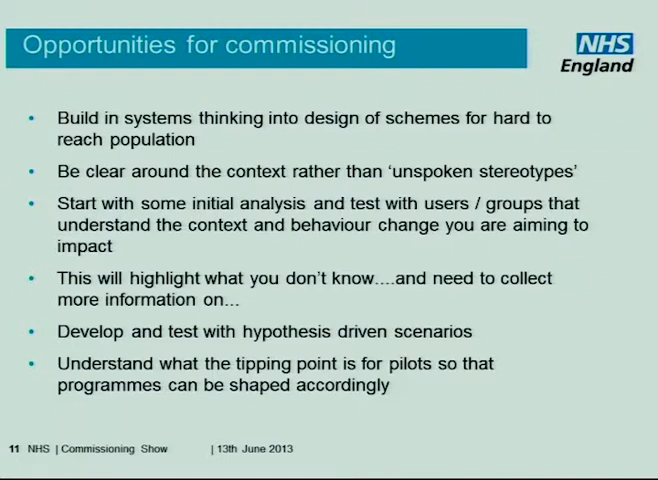 Opportunities for commissioning
NHS
England
• Build in systems thinking into design of schemes for hard to
reach population
• Be clear around the context rather than ‘unspoken stereotypes’
• Start with some initial analysis and test with users / groups that
understand the context and behaviour change you are aiming to
impact
• This will highlight what you don’t know….and need to collect
more information on…
• Develop and test with hypothesis driven scenarios
• Understand what the tipping point is for pilots so that
programmes can be shaped accordingly
11 NHS | Commissioning Show | 13th June 2013